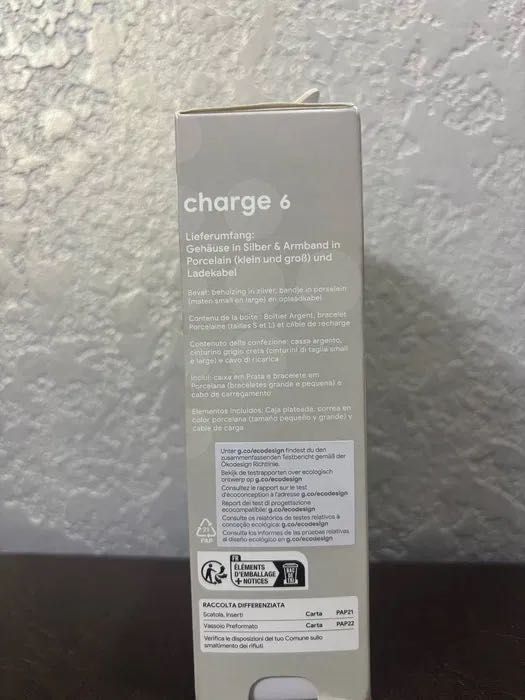 charge 6
Lieferumfang:
Gehäuse in Silber & Armband in
Porcelain (klein und groß) und
Ladekabel
Bevat: behuizing in zilver, bandje in porselein
(maten small en large) en oplaadkabel
Contenu de la boîte : Boîtier Argent, bracelet
Porcelaine (tailles S et L) et câble de recharge
Contenuto della confezione: cassa argento,
cinturino grigio creta (cinturini di taglia small
e large) e cavo di ricarica
Inclui: caixa em Prata e bracelete em
Porcelana (braceletes grande e pequena) e
cabo de carregamento
Elementos incluidos: Caja plateada, correa en
color porcelana (tamaño pequeño y grande) y
cable de carga
Unter g.co/ecodesign findest du den
zusammenfassenden Testbericht gemäß der
Ökodesign Richtlinie.
Bekijk de testrapporten over ecologisch
ontwerp op g.co/ecodesign
Consultez le rapport sur le test
d'écoconception à l'adresse g.co/ecodesign
Report dei test di progettazione
ecocompatibile: g.co/ecodesign
Consulte os relatórios de testes relativos à
conceção ecológica: g.co/ecodesign
Consulta los informes de las pruebas relativas
al diseño ecológico en g.co/ecodesign
21
PAP
FR
ÉLÉMENTS
D'EMBALLAGE
+ NOTICES
BAC
DE
TRI
RACCOLTA DIFFERENZIATA
Scatola, Inserti Carta PAP21
Vassoio Preformato Carta PAP22
Verifica le disposizioni del tuo Comune sullo
smaltimento dei rifiuti